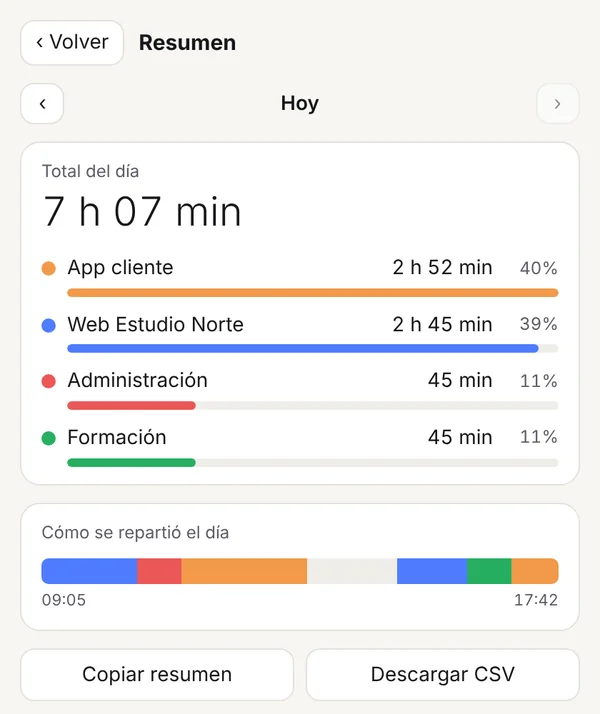 ‹ Volver Resumen
‹ Hoy ›
Total del día
7 h 07 min
App cliente 2 h 52 min 40%
Web Estudio Norte 2 h 45 min 39%
Administración 45 min 11%
Formación 45 min 11%
Cómo se repartió el día
09:05 17:42
Copiar resumen Descargar CSV